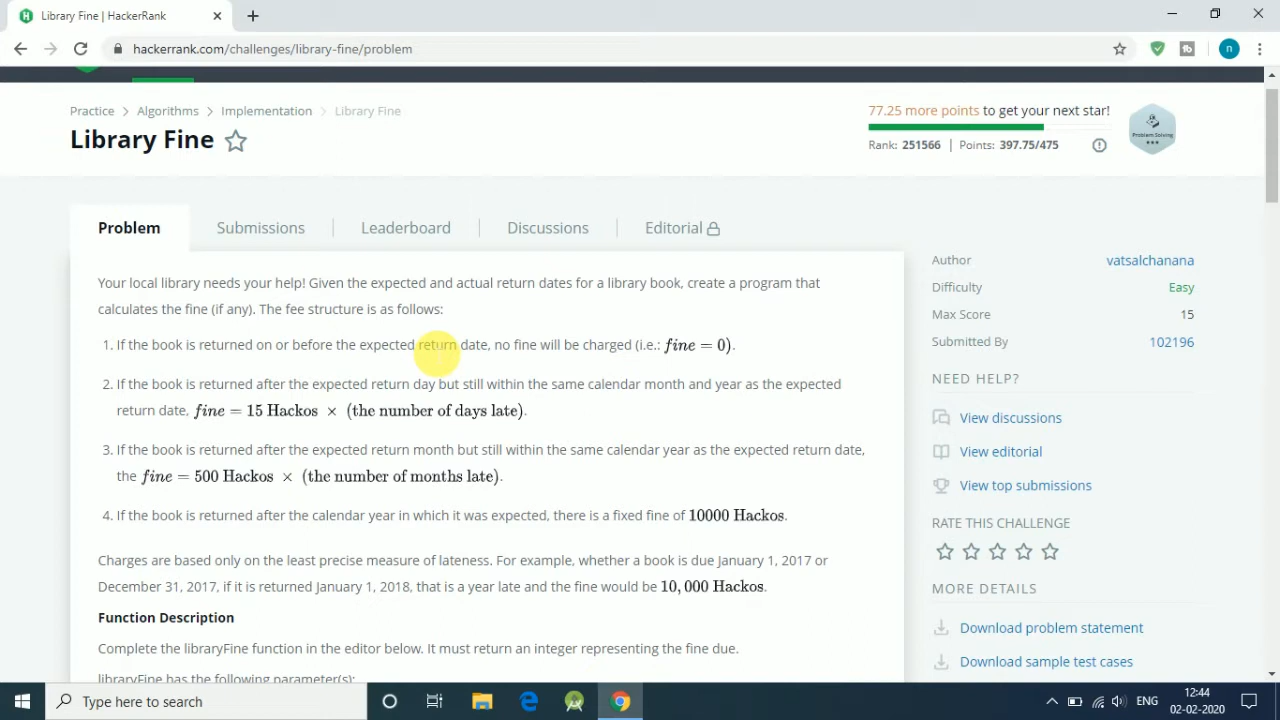 Library Fine | HackerRank
hackerrank.com/challenges/library-fine/problem
n
Practice > Algorithms > Implementation > Library Fine
Library Fine
77.25 more points to get your next star!
Rank: 251566 | Points: 397.75/475
Problem Solving
Problem Submissions Leaderboard Discussions Editorial
Your local library needs your help! Given the expected and actual return dates for a library book, create a program that
calculates the fine (if any). The fee structure is as follows:
1. If the book is returned on or before the expected return date, no fine will be charged (i.e.: fine = 0).
2. If the book is returned after the expected return day but still within the same calendar month and year as the expected
return date, fine = 15 Hackos × (the number of days late).
3. If the book is returned after the expected return month but still within the same calendar year as the expected return date,
the fine = 500 Hackos × (the number of months late).
4. If the book is returned after the calendar year in which it was expected, there is a fixed fine of 10000 Hackos.
Charges are based only on the least precise measure of lateness. For example, whether a book is due January 1, 2017 or
December 31, 2017, if it is returned January 1, 2018, that is a year late and the fine would be 10,000 Hackos.
Function Description
Complete the libraryFine function in the editor below. It must return an integer representing the fine due.
libraryFine has the following parameter(s):
Author vatsalchanana
Difficulty Easy
Max Score 15
Submitted By 102196
NEED HELP?
View discussions
View editorial
View top submissions
RATE THIS CHALLENGE
MORE DETAILS
Download problem statement
Download sample test cases
Type here to search
ENG
12:44
02-02-2020